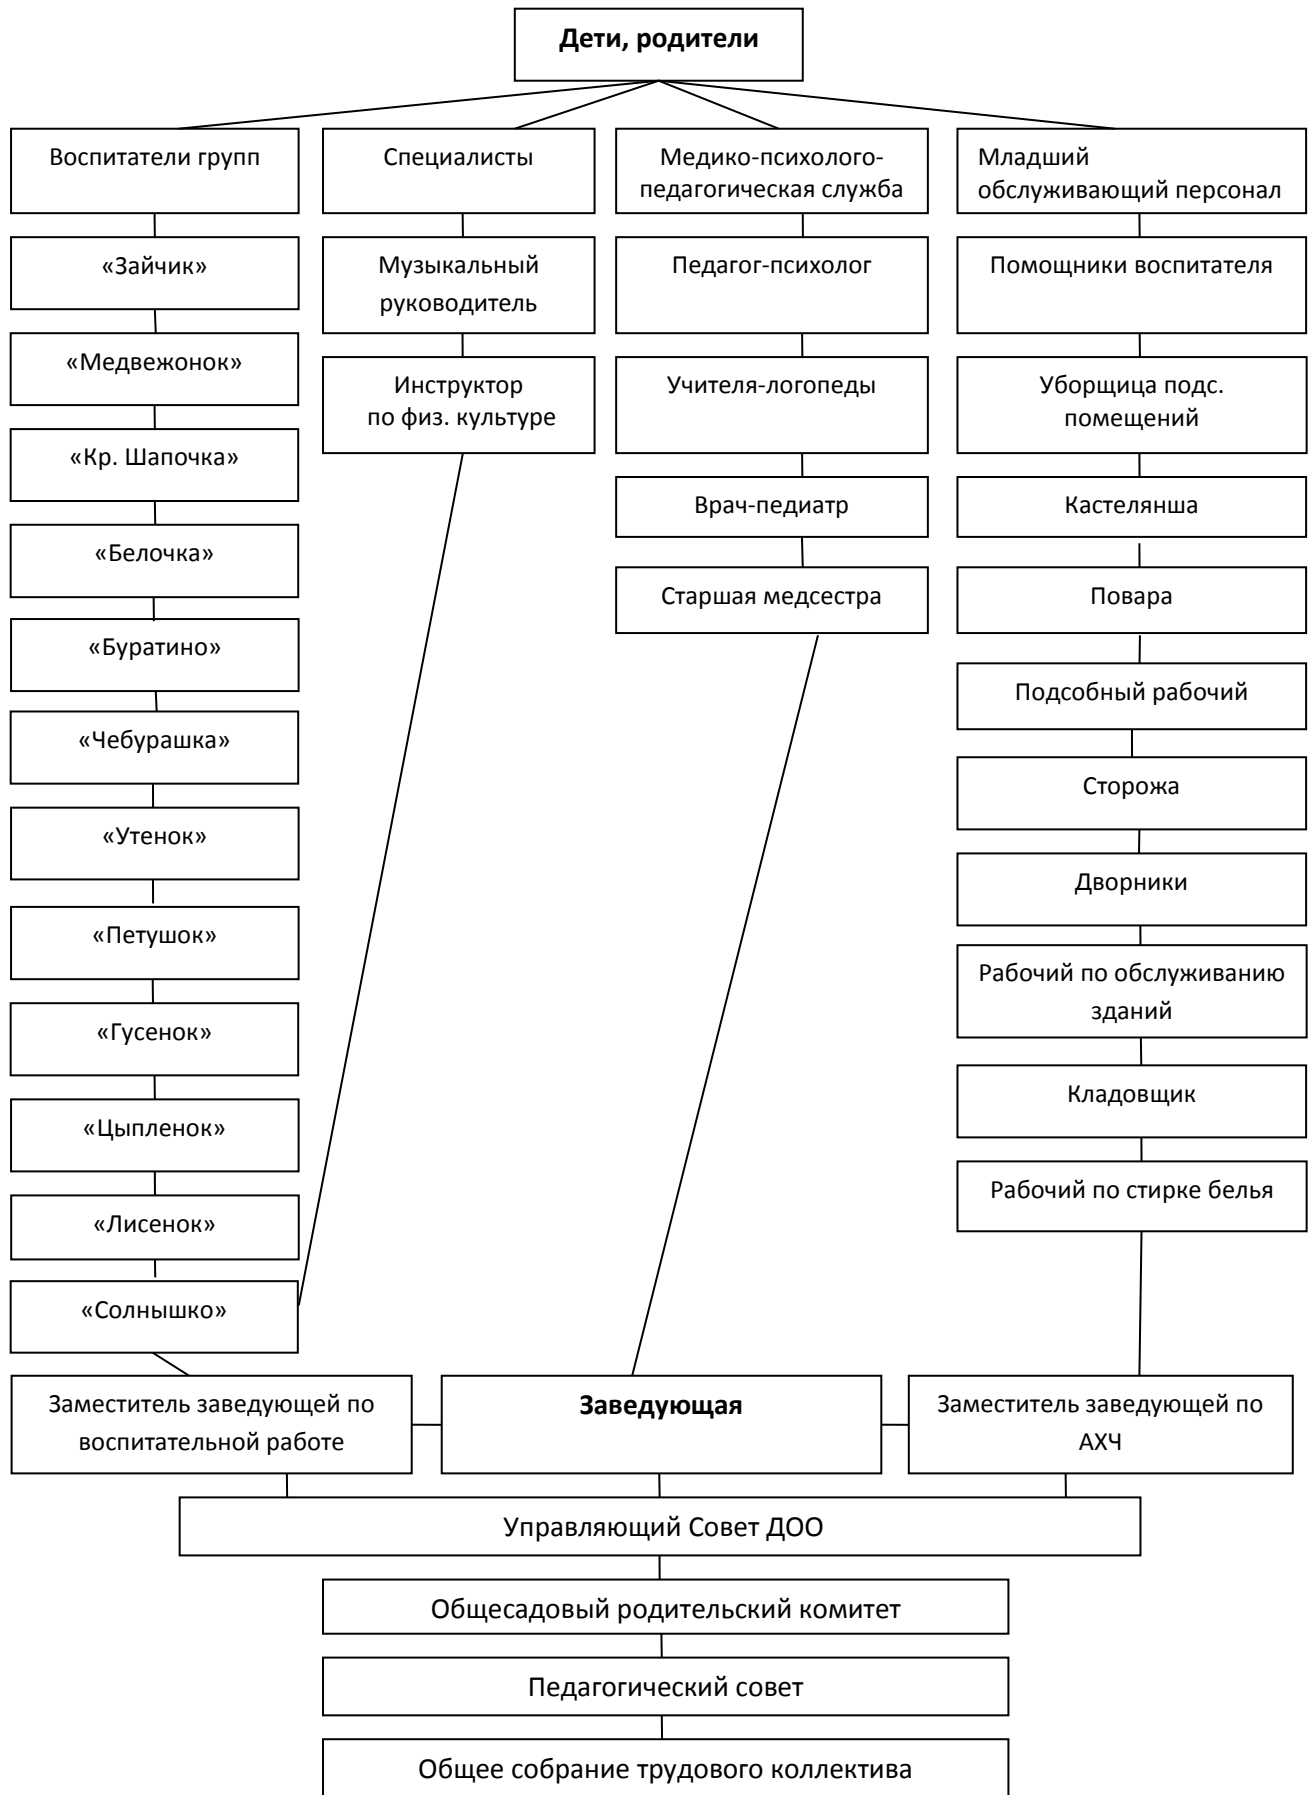 Дети, родители
Воспитатели групп
Специалисты
Медико-психолого-
педагогическая служба
Младший
обслуживающий персонал
«Зайчик»
«Медвежонок»
«Кр. Шапочка»
«Белочка»
«Буратино»
«Чебурашка»
«Утенок»
«Петушок»
«Гусенок»
«Цыпленок»
«Лисенок»
«Солнышко»
Музыкальный
руководитель
Инструктор
по физ. культуре
Педагог-психолог
Учителя-логопеды
Врач-педиатр
Старшая медсестра
Помощники воспитателя
Уборщица подс.
помещений
Кастелянша
Повара
Подсобный рабочий
Сторожа
Дворники
Рабочий по обслуживанию
зданий
Кладовщик
Рабочий по стирке белья
Заместитель заведующей по
воспитательной работе
Заведующая
Заместитель заведующей по
АХЧ
Управляющий Совет ДОО
Общесадовый родительский комитет
Педагогический совет
Общее собрание трудового коллектива